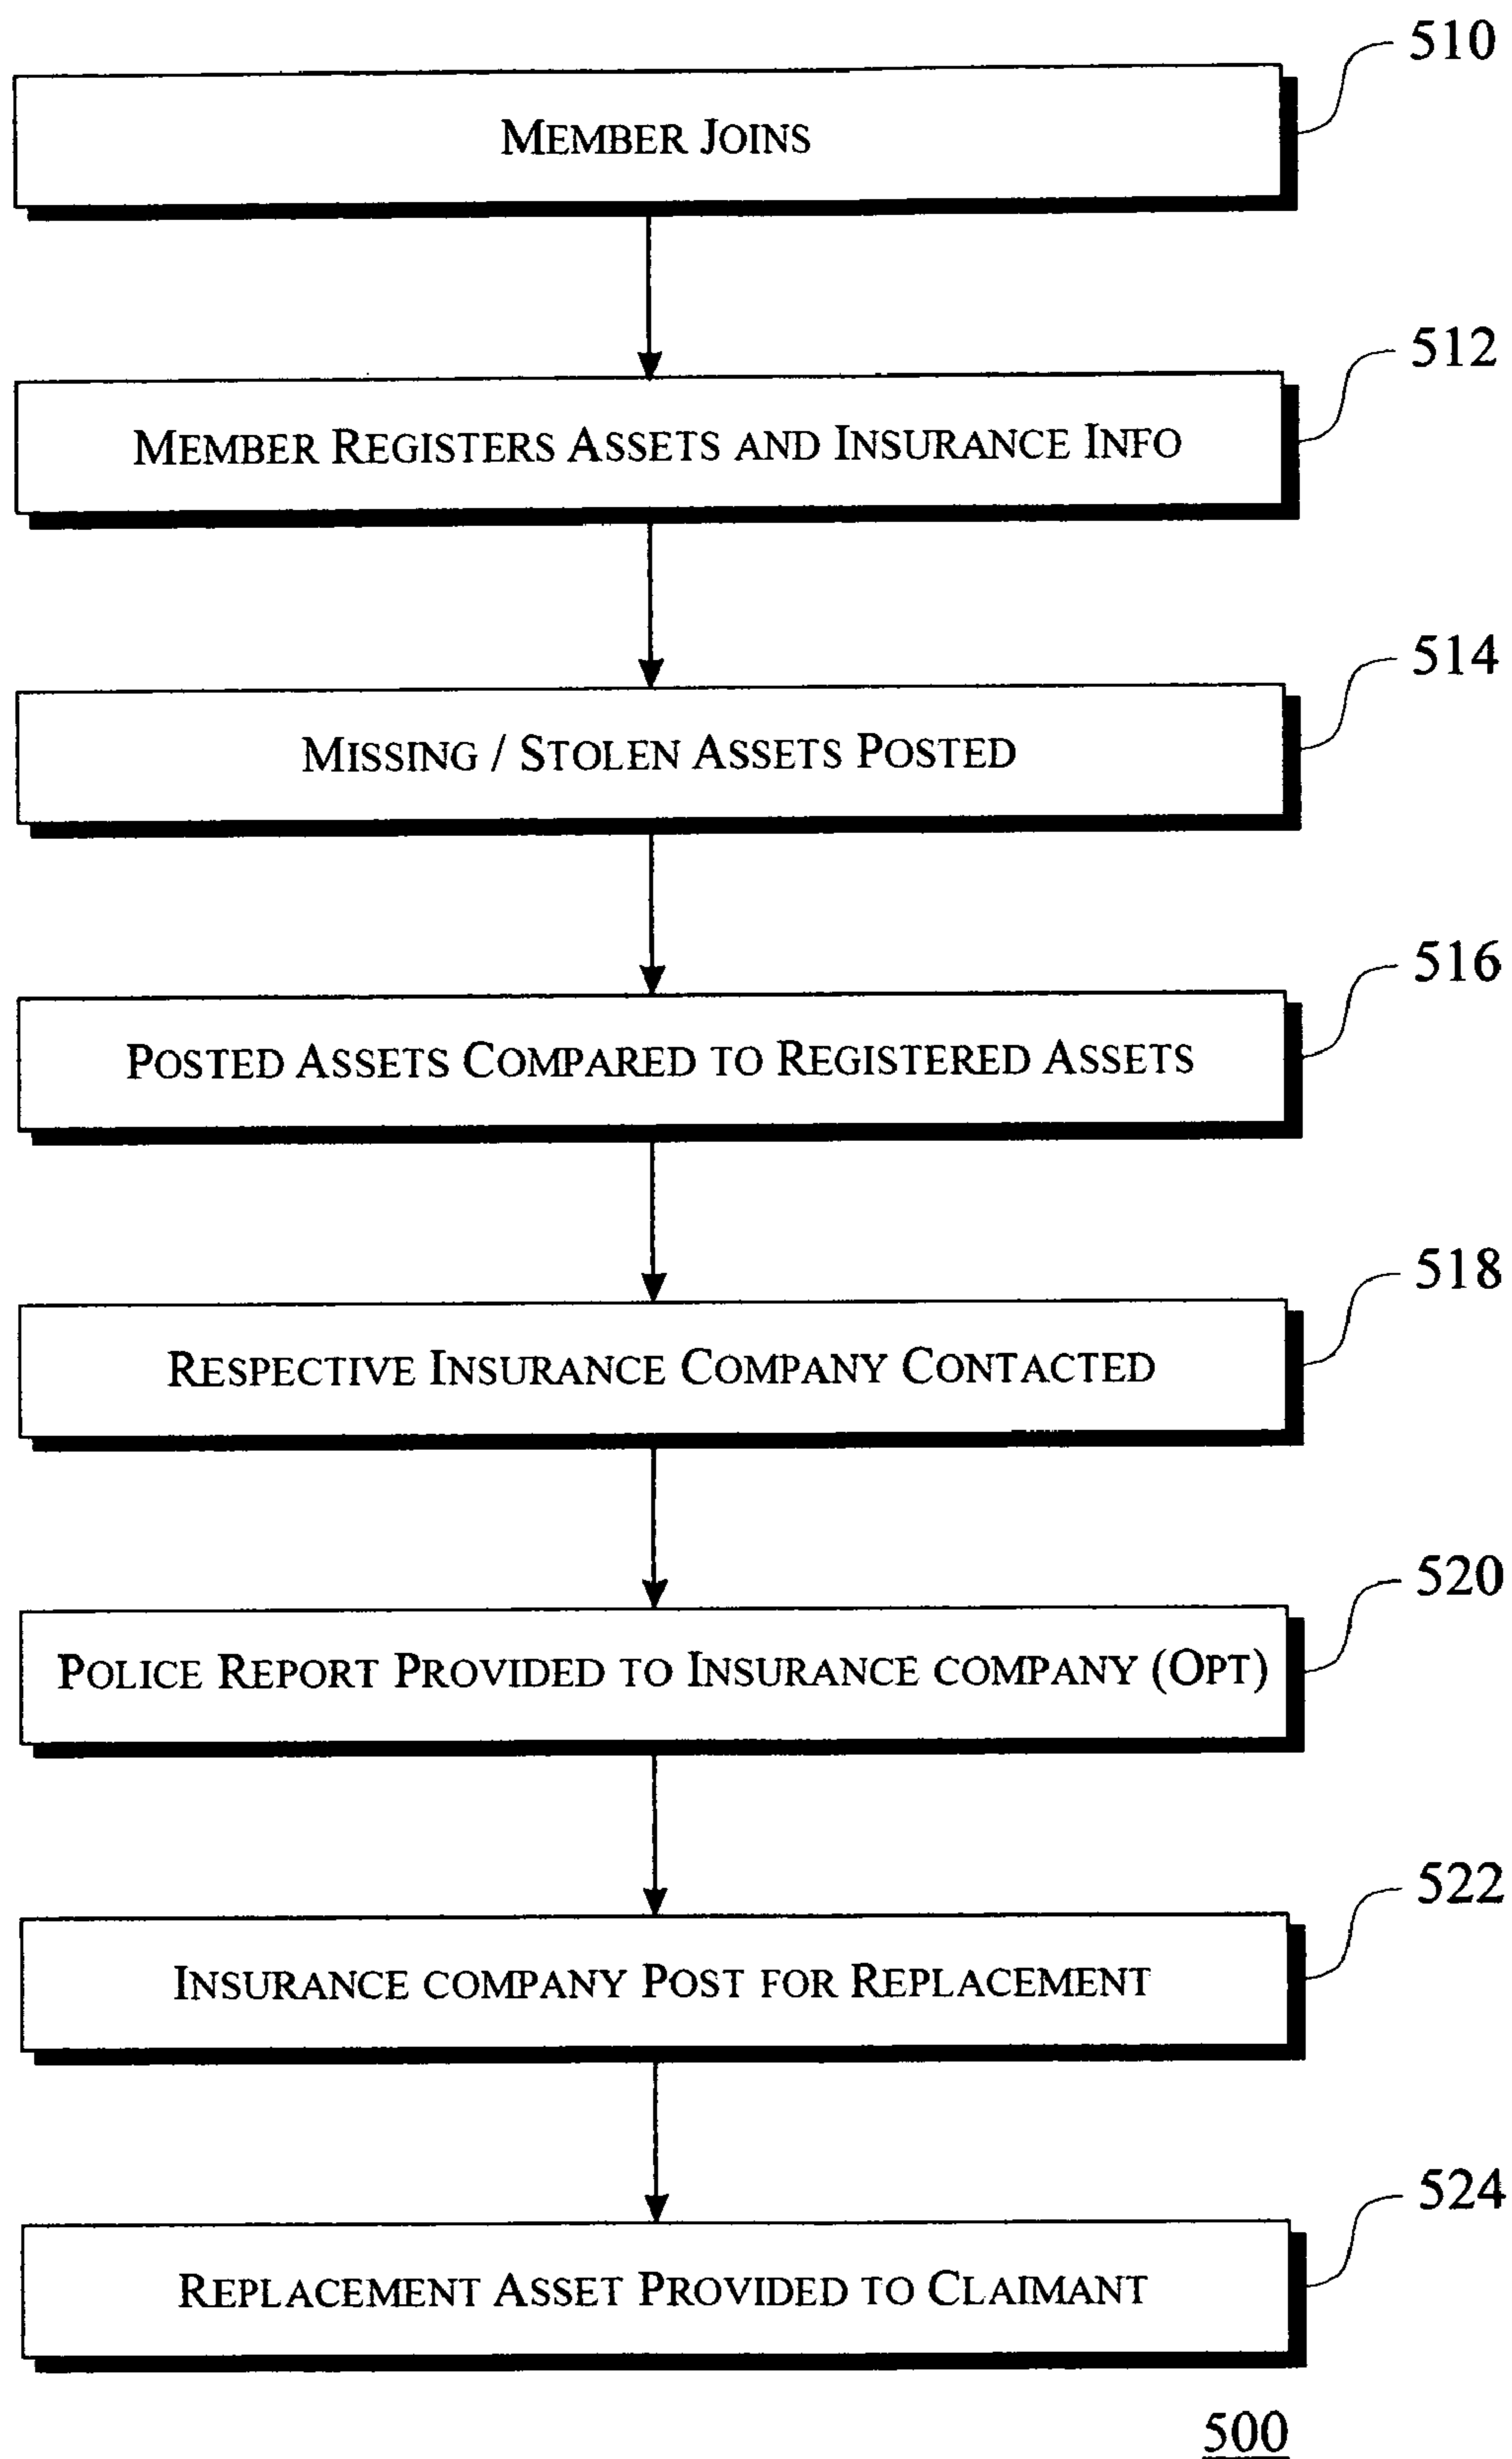 510
MEMBER JOINS
512
MEMBER REGISTERS ASSETS AND INSURANCE INFO
514
MISSING / STOLEN ASSETS POSTED
516
POSTED ASSETS COMPARED TO REGISTERED ASSETS
518
RESPECTIVE INSURANCE COMPANY CONTACTED
520
POLICE REPORT PROVIDED TO INSURANCE COMPANY (OPT)
522
INSURANCE COMPANY POST FOR REPLACEMENT
524
REPLACEMENT ASSET PROVIDED TO CLAIMANT
500